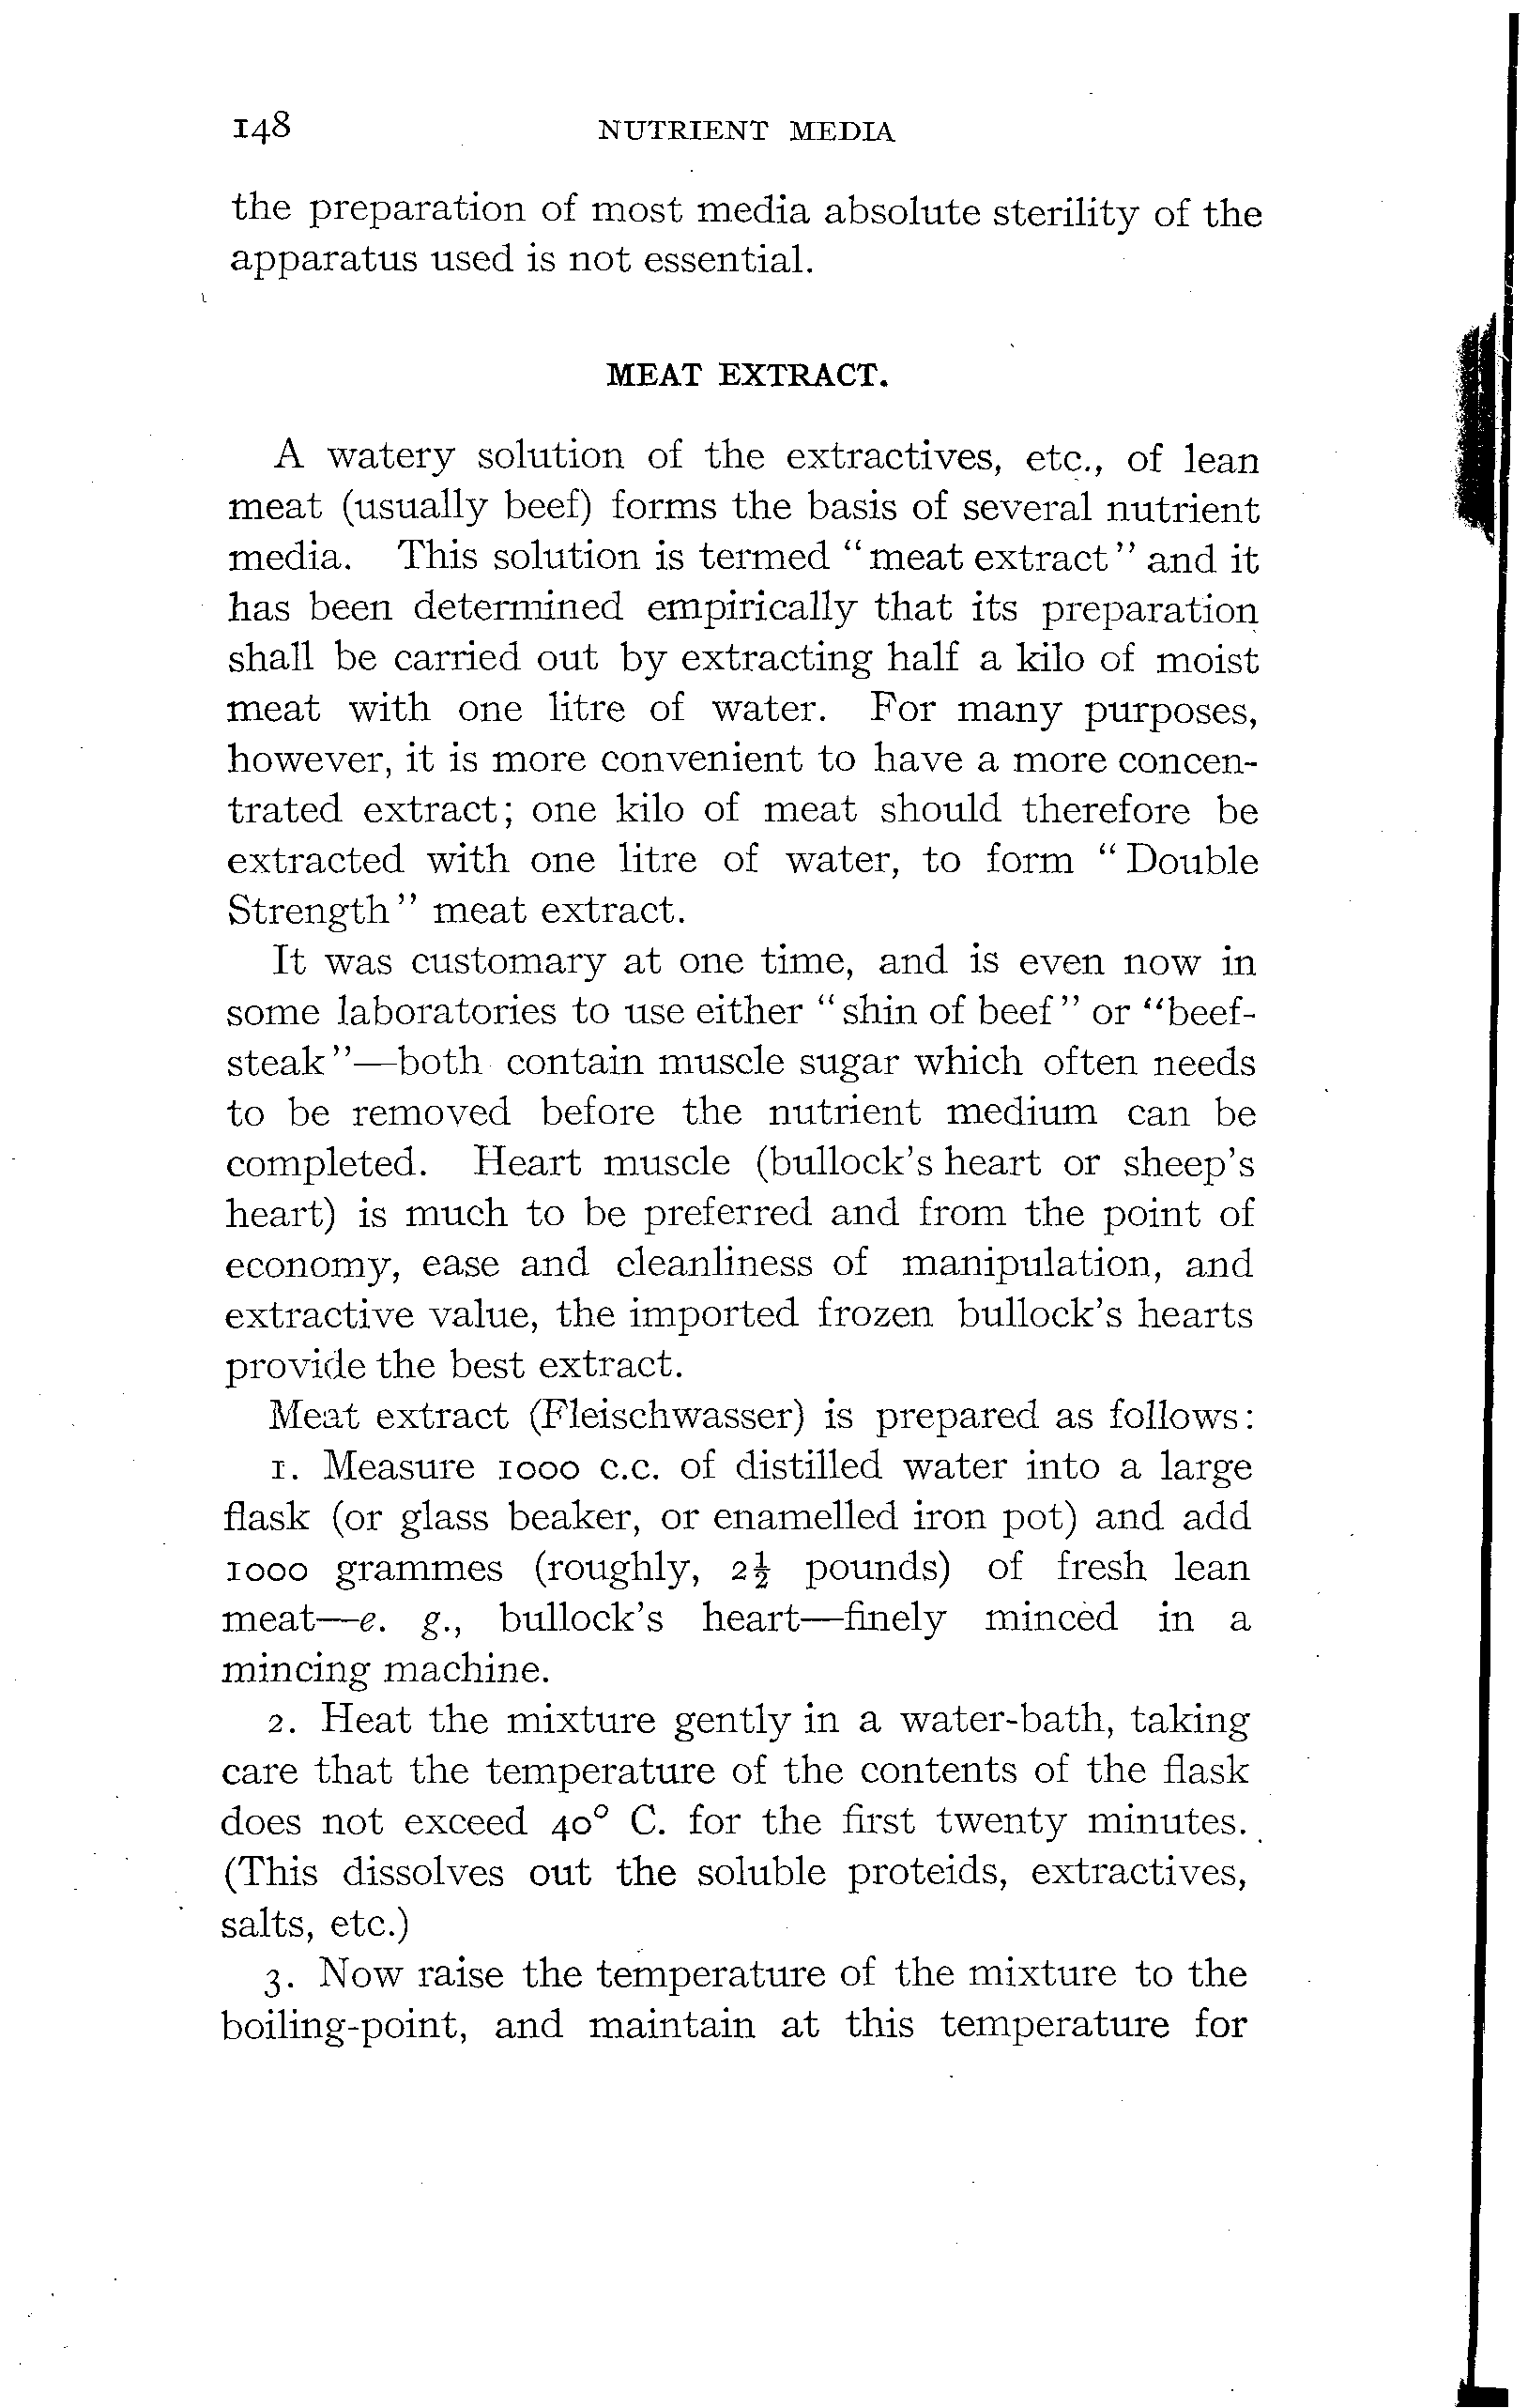 148 NUTRIENT MEDIA
the preparation of most media absolute sterility of the
apparatus used is not essential.
MEAT EXTRACT.
A watery solution of the extractives, etc., of lean
meat (usually beef) forms the basis of several nutrient
media. This solution is termed “meat extract” and it
has been determined empirically that its preparation
shall be carried out by extracting half a kilo of moist
meat with one litre of water. For many purposes,
however, it is more convenient to have a more concen-
trated extract; one kilo of meat should therefore be
extracted with one litre of water, to form “Double
Strength” meat extract.
It was customary at one time, and is even now in
some laboratories to use either “shin of beef” or “beef-
steak”—both contain muscle sugar which often needs
to be removed before the nutrient medium can be
completed. Heart muscle (bullock's heart or sheep's
heart) is much to be preferred and from the point of
economy, ease and cleanliness of manipulation, and
extractive value, the imported frozen bullock's hearts
provide the best extract.
Meat extract (Fleischwasser) is prepared as follows:
1. Measure 1000 c.c. of distilled water into a large
flask (or glass beaker, or enamelled iron pot) and add
1000 grammes (roughly, 2½ pounds) of fresh lean
meat—e. g., bullock's heart—finely minced in a
mincing machine.
2. Heat the mixture gently in a water-bath, taking
care that the temperature of the contents of the flask
does not exceed 40° C. for the first twenty minutes.
(This dissolves out the soluble proteids, extractives,
salts, etc.)
3. Now raise the temperature of the mixture to the
boiling-point, and maintain at this temperature for